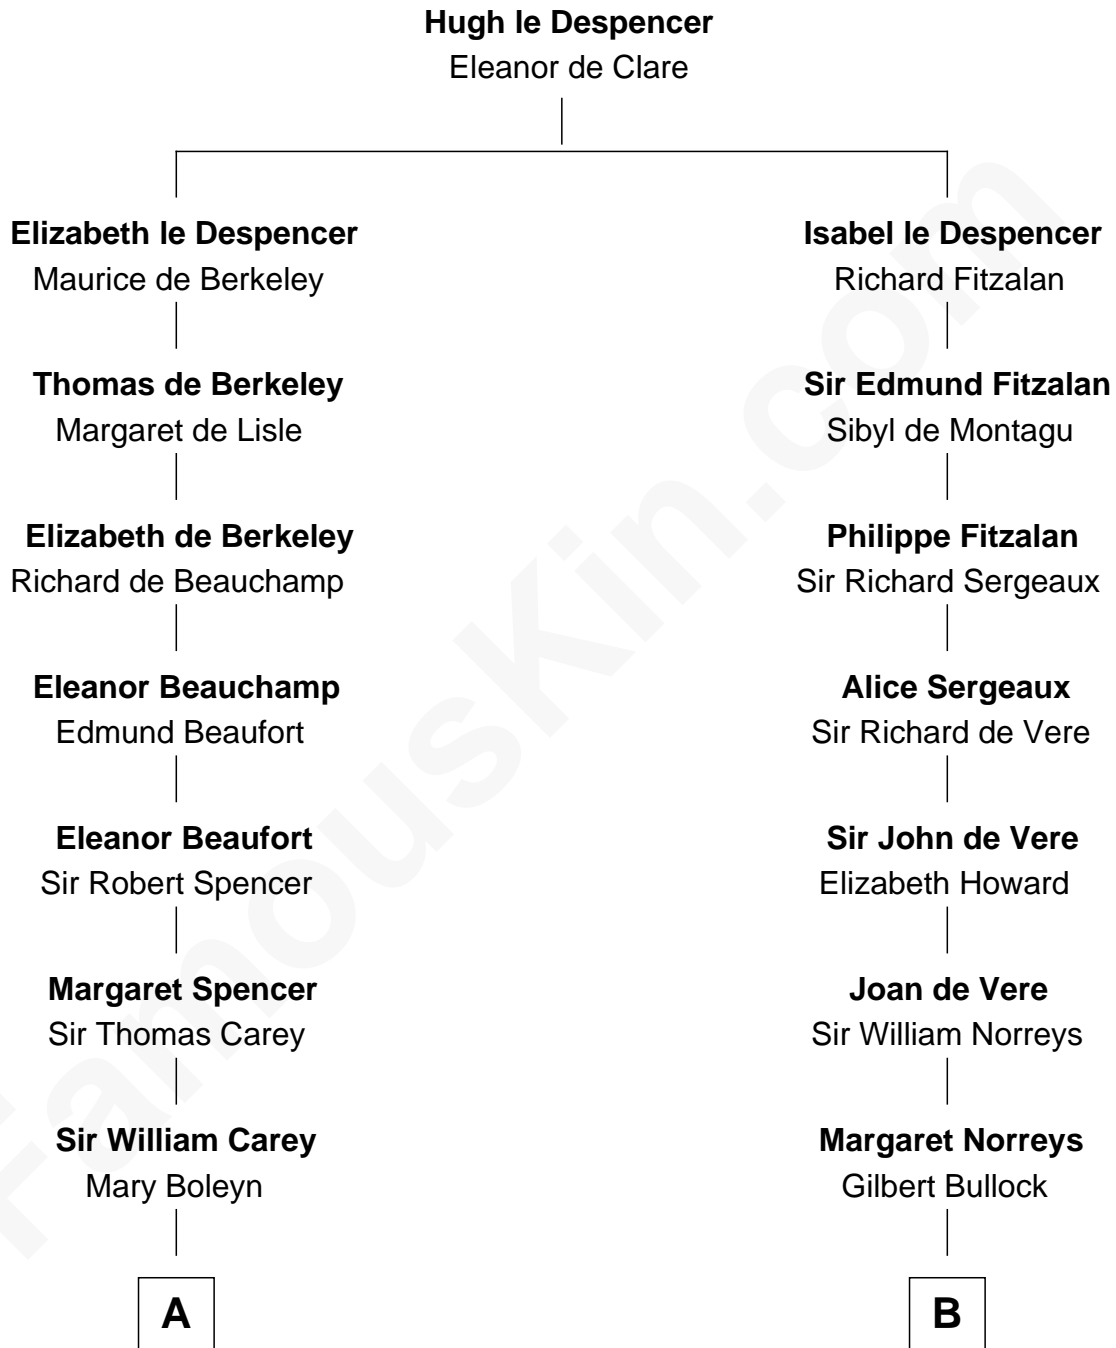 Hugh le Despencer
Eleanor de Clare
Elizabeth le Despencer
Maurice de Berkeley
Isabel le Despencer
Richard Fitzalan
Thomas de Berkeley
Margaret de Lisle
Sir Edmund Fitzalan
Sibyl de Montagu
Elizabeth de Berkeley
Richard de Beauchamp
Philippe Fitzalan
Sir Richard Sergeaux
Eleanor Beauchamp
Edmund Beaufort
Alice Sergeaux
Sir Richard de Vere
Eleanor Beaufort
Sir Robert Spencer
Sir John de Vere
Elizabeth Howard
Margaret Spencer
Sir Thomas Carey
Joan de Vere
Sir William Norreys
Sir William Carey
Mary Boleyn
Margaret Norreys
Gilbert Bullock
A
B
FamousKin.com